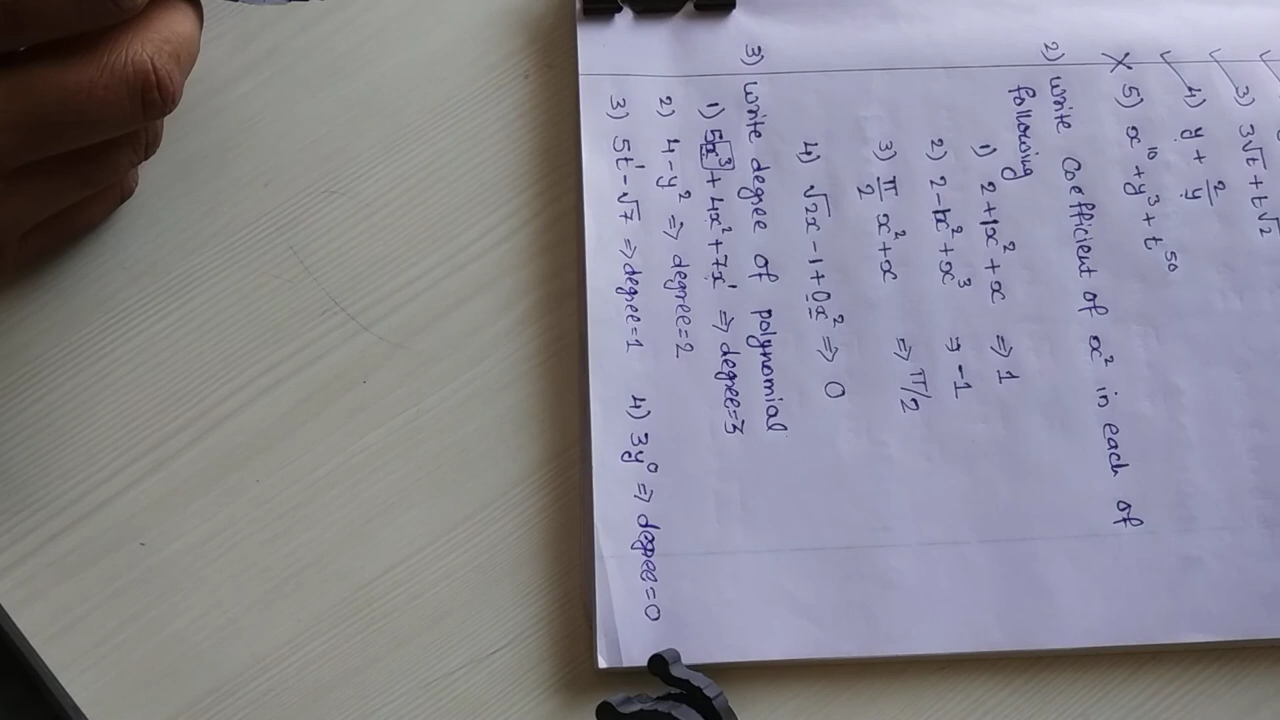 ✓ 3) 3√t + t√2
✓ 4) y + 2/y
✗ 5) x¹⁰ + y³ + t⁵⁰
2) write coefficient of x² in each of
following
1) 2 + 1x² + x ⇒ 1
2) 2 - 1x² + x³ ⇒ -1
3) π/2 x² + x ⇒ π/2
4) √2x - 1 + 0x² ⇒ 0
3) write degree of polynomial
1) 5x³ + 4x² + 7x¹ ⇒ degree=3
2) 4 - y² ⇒ degree=2
3) 5t¹ - √7 ⇒ degree=1 4) 3y⁰ ⇒ degree=0